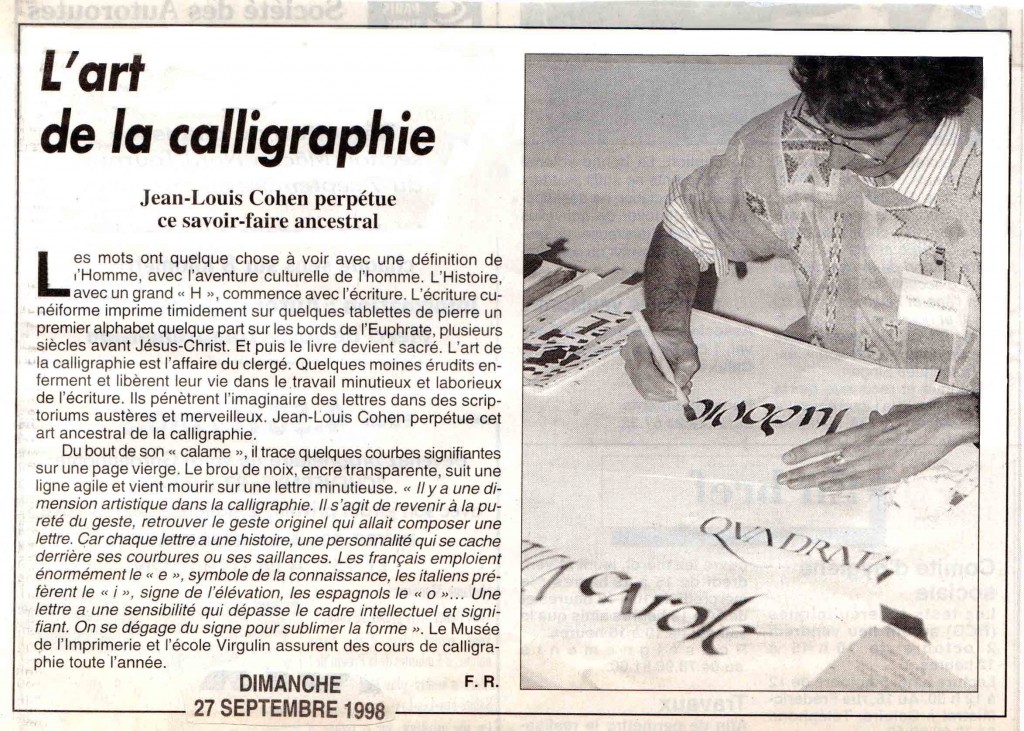 L'art
de la calligraphie
Jean-Louis Cohen perpétue
ce savoir-faire ancestral
Les mots ont quelque chose à voir avec une définition de
l'Homme, avec l'aventure culturelle de l'homme. L'Histoire,
avec un grand « H », commence avec l'écriture. L'écriture cu-
néiforme imprime timidement sur quelques tablettes de pierre un
premier alphabet quelque part sur les bords de l'Euphrate, plusieurs
siècles avant Jésus-Christ. Et puis le livre devient sacré. L'art de
la calligraphie est l'affaire du clergé. Quelques moines érudits en-
ferment et libèrent leur vie dans le travail minutieux et laborieux
de l'écriture. Ils pénètrent l'imaginaire des lettres dans des scrip-
toriums austères et merveilleux. Jean-Louis Cohen perpétue cet
art ancestral de la calligraphie.
Du bout de son « calame », il trace quelques courbes signifiantes
sur une page vierge. Le brou de noix, encre transparente, suit une
ligne agile et vient mourir sur une lettre minutieuse. « Il y a une di-
mension artistique dans la calligraphie. Il s'agit de revenir à la pu-
reté du geste, retrouver le geste originel qui allait composer une
lettre. Car chaque lettre a une histoire, une personnalité qui se cache
derrière ses courbures ou ses saillances. Les français emploient
énormément le « e », symbole de la connaissance, les italiens pré-
fèrent le « i », signe de l'élévation, les espagnols le « o »... Une
lettre a une sensibilité qui dépasse le cadre intellectuel et signi-
fiant. On se dégage du signe pour sublimer la forme ». Le Musée
de l'Imprimerie et l'école Virgulin assurent des cours de calligra-
phie toute l'année.
F. R.
DIMANCHE
27 SEPTEMBRE 1998
QVADRATA
CAROLE